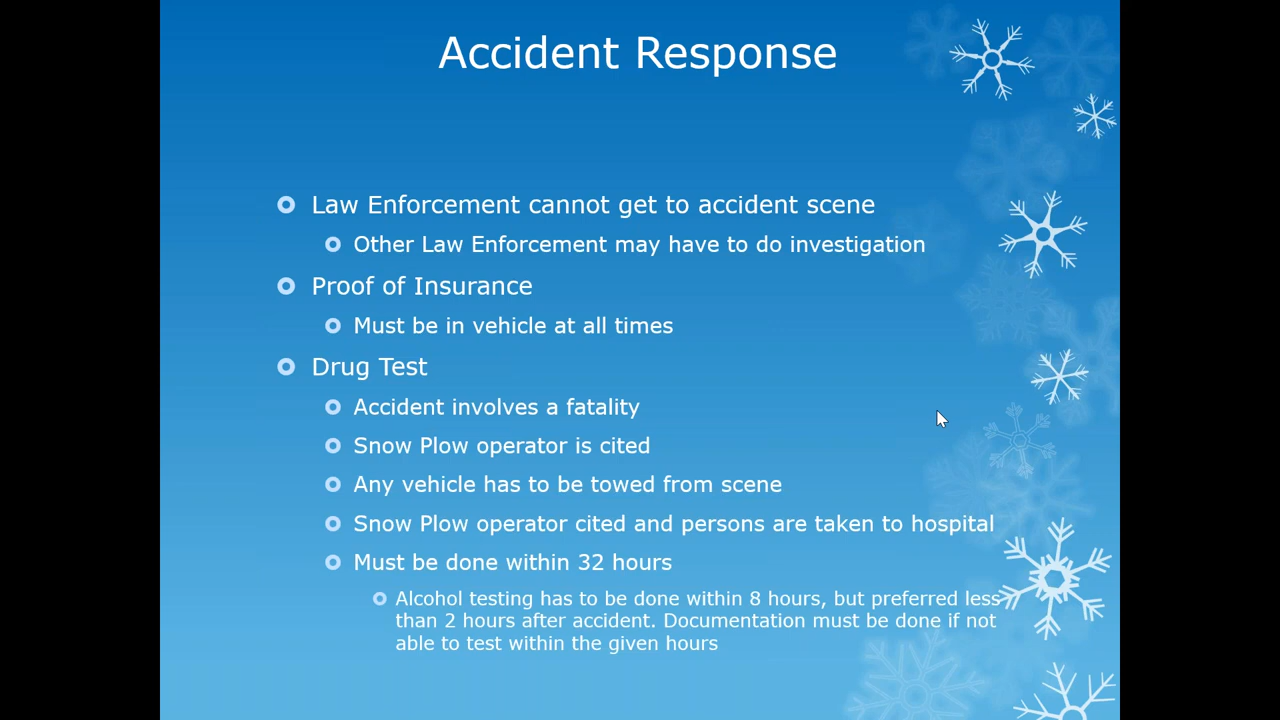 Accident Response
Law Enforcement cannot get to accident scene
Other Law Enforcement may have to do investigation
Proof of Insurance
Must be in vehicle at all times
Drug Test
Accident involves a fatality
Snow Plow operator is cited
Any vehicle has to be towed from scene
Snow Plow operator cited and persons are taken to hospital
Must be done within 32 hours
Alcohol testing has to be done within 8 hours, but preferred less
than 2 hours after accident. Documentation must be done if not
able to test within the given hours